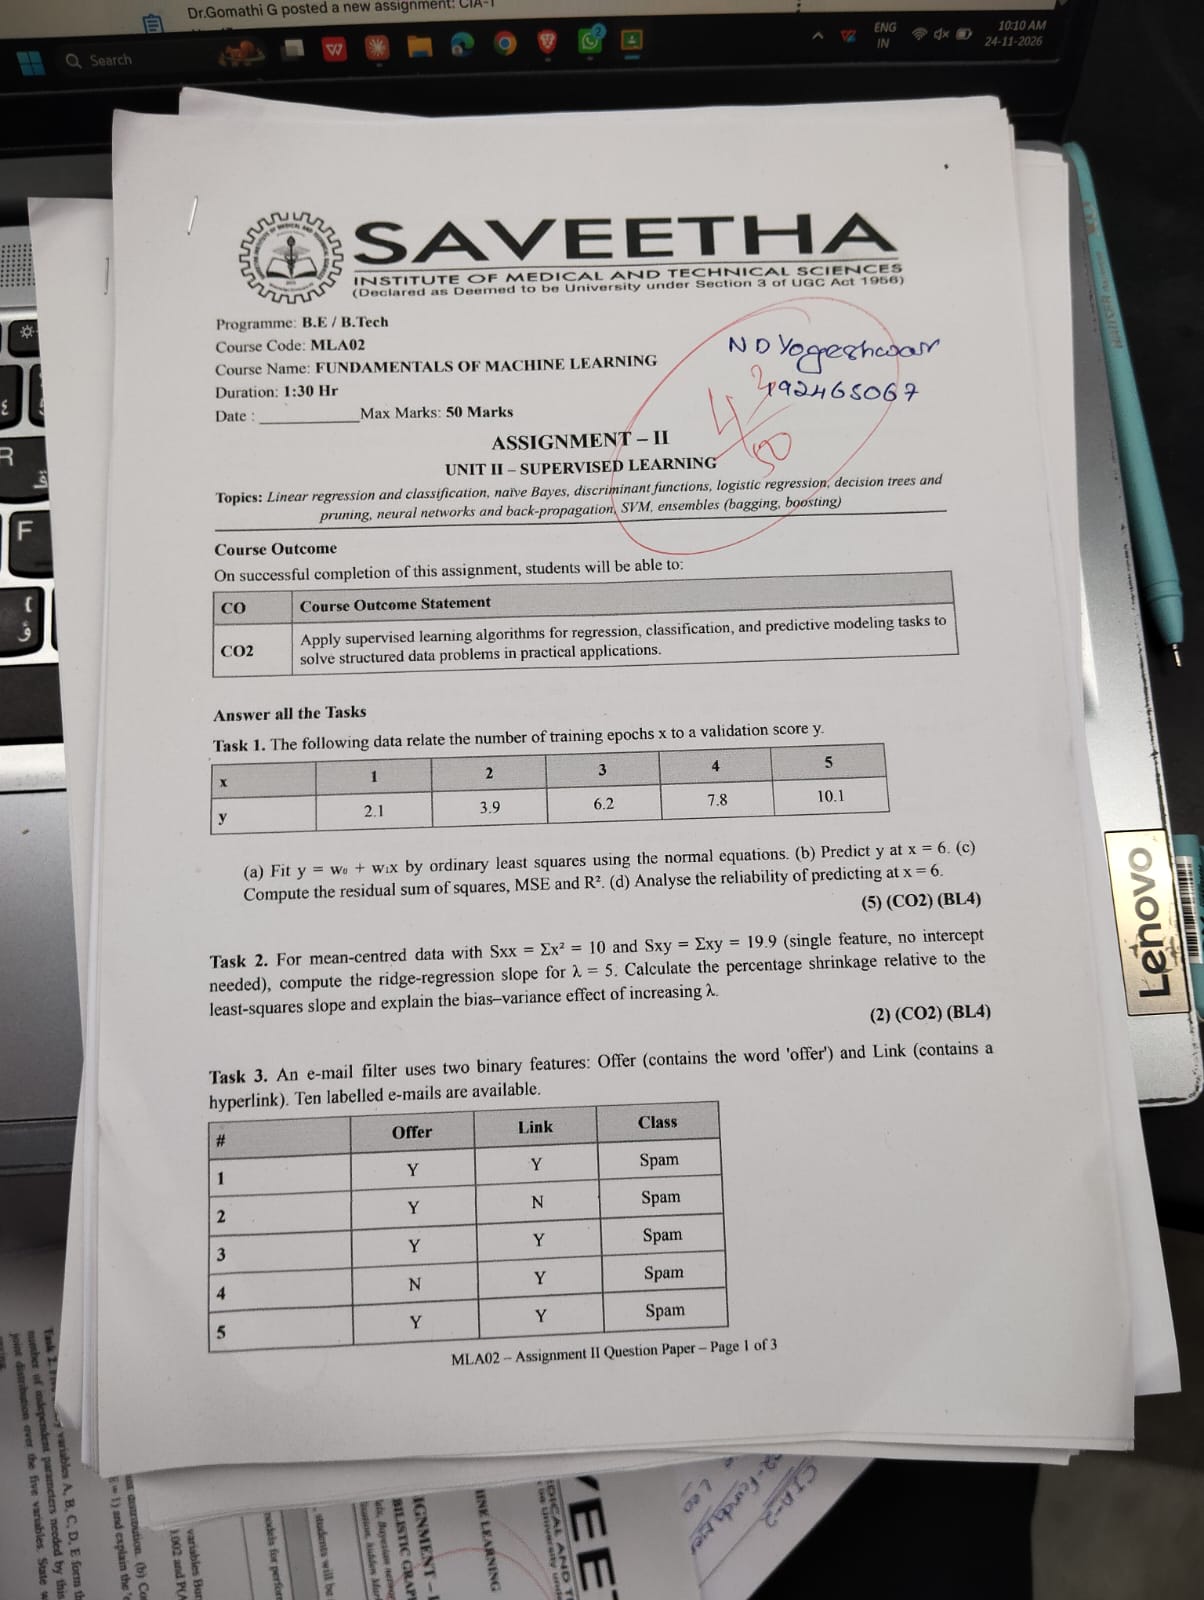 Dr.Gomathi G posted a new assignment: CIA-1
Search
ENG
IN
10:10 AM
24-11-2026
SAVEETHA
INSTITUTE OF MEDICAL AND TECHNICAL SCIENCES
(Declared as Deemed to be University under Section 3 of UGC Act 1956)
Programme: B.E / B.Tech
Course Code: MLA02
Course Name: FUNDAMENTALS OF MACHINE LEARNING
Duration: 1:30 Hr
Date : ____________Max Marks: 50 Marks
N D Yogeshwar
192465067
50
ASSIGNMENT – II
UNIT II – SUPERVISED LEARNING
Topics: Linear regression and classification, naïve Bayes, discriminant functions, logistic regression, decision trees and
pruning, neural networks and back-propagation, SVM, ensembles (bagging, boosting)
Course Outcome
On successful completion of this assignment, students will be able to:
CO Course Outcome Statement
CO2 Apply supervised learning algorithms for regression, classification, and predictive modeling tasks to
solve structured data problems in practical applications.
Answer all the Tasks
Task 1. The following data relate the number of training epochs x to a validation score y.
x 1 2 3 4 5
y 2.1 3.9 6.2 7.8 10.1
(a) Fit y = w₀ + w₁x by ordinary least squares using the normal equations. (b) Predict y at x = 6. (c)
Compute the residual sum of squares, MSE and R². (d) Analyse the reliability of predicting at x = 6.
(5) (CO2) (BL4)
Task 2. For mean-centred data with Sxx = Σx² = 10 and Sxy = Σxy = 19.9 (single feature, no intercept
needed), compute the ridge-regression slope for λ = 5. Calculate the percentage shrinkage relative to the
least-squares slope and explain the bias–variance effect of increasing λ.
(2) (CO2) (BL4)
Task 3. An e-mail filter uses two binary features: Offer (contains the word 'offer') and Link (contains a
hyperlink). Ten labelled e-mails are available.
# Offer Link Class
1 Y Y Spam
2 Y N Spam
3 Y Y Spam
4 N Y Spam
5 Y Y Spam
MLA02 – Assignment II Question Paper – Page 1 of 3
Lenovo
R
F